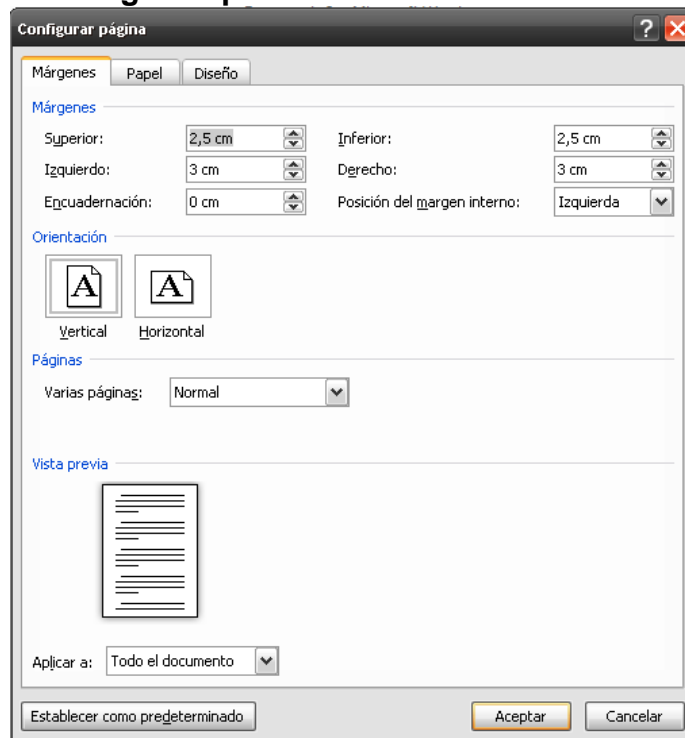 Configurar página
Márgenes Papel Diseño
Márgenes
Superior: 2,5 cm Inferior: 2,5 cm
Izquierdo: 3 cm Derecho: 3 cm
Encuadernación: 0 cm Posición del margen interno: Izquierda
Orientación
A A
Vertical Horizontal
Páginas
Varias páginas: Normal
Vista previa
Aplicar a: Todo el documento
Establecer como predeterminado Aceptar Cancelar